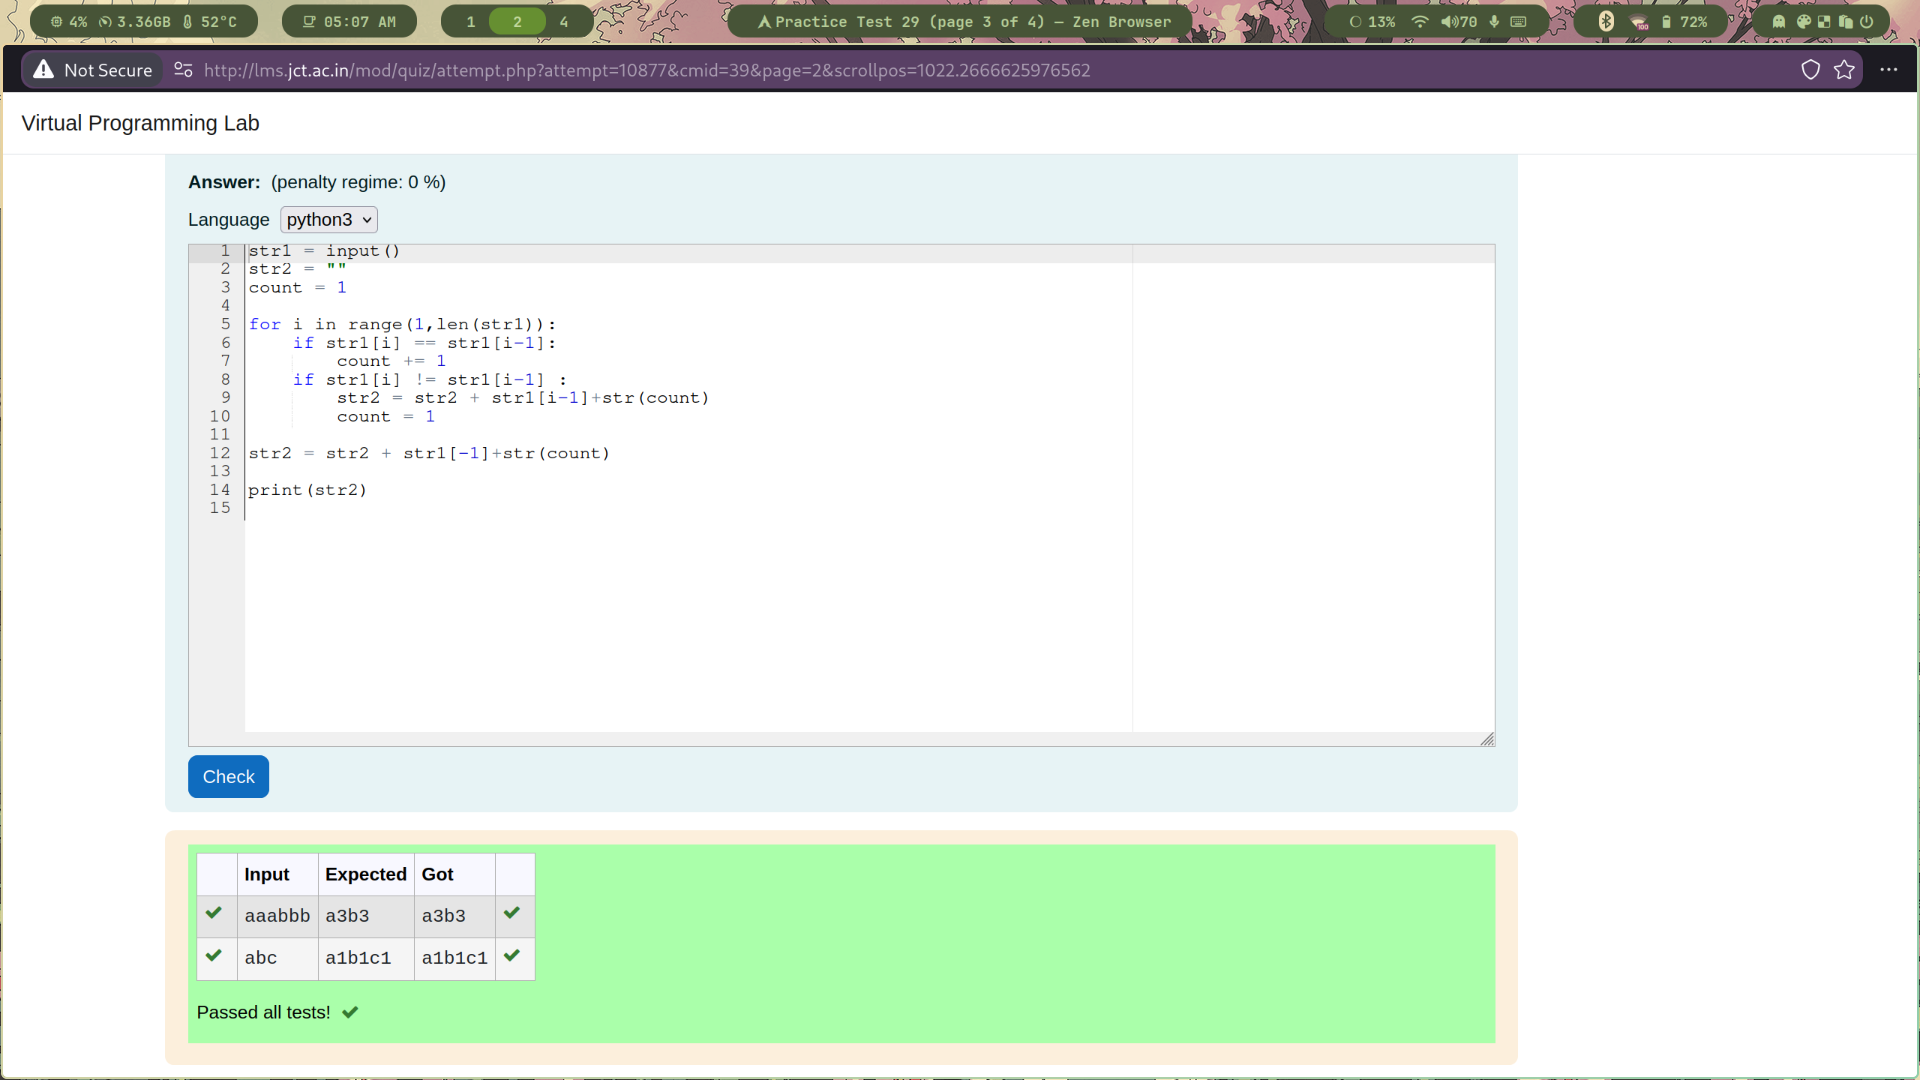 4% 3.36GB 52°C 05:07 AM 1 2 4 Practice Test 29 (page 3 of 4) — Zen Browser 13% 70 100 72%
Not Secure http://lms.jct.ac.in/mod/quiz/attempt.php?attempt=10877&cmid=39&page=2&scrollpos=1022.2666625976562
Virtual Programming Lab
Answer: (penalty regime: 0 %)
Language python3
1 str1 = input()
2 str2 = ""
3 count = 1
4
5 for i in range(1,len(str1)):
6 if str1[i] == str1[i-1]:
7 count += 1
8 if str1[i] != str1[i-1] :
9 str2 = str2 + str1[i-1]+str(count)
10 count = 1
11
12 str2 = str2 + str1[-1]+str(count)
13
14 print(str2)
15
Check
Input Expected Got
aaabbb a3b3 a3b3
abc a1b1c1 a1b1c1
Passed all tests!